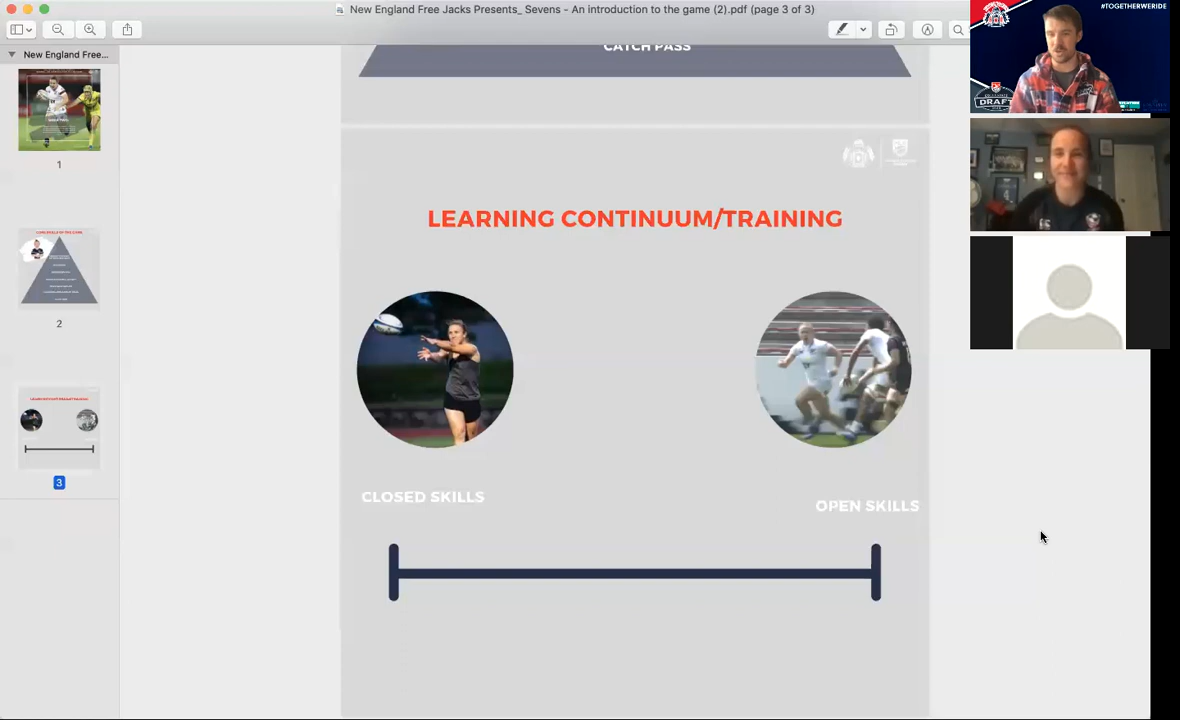 New England Free Jacks Presents_ Sevens - An introduction to the game (2).pdf (page 3 of 3)
New England Free...
#TOGETHERWERIDE
DRAFT
CATCH PASS
1
2
3
LEARNING CONTINUUM/TRAINING
CLOSED SKILLS
OPEN SKILLS